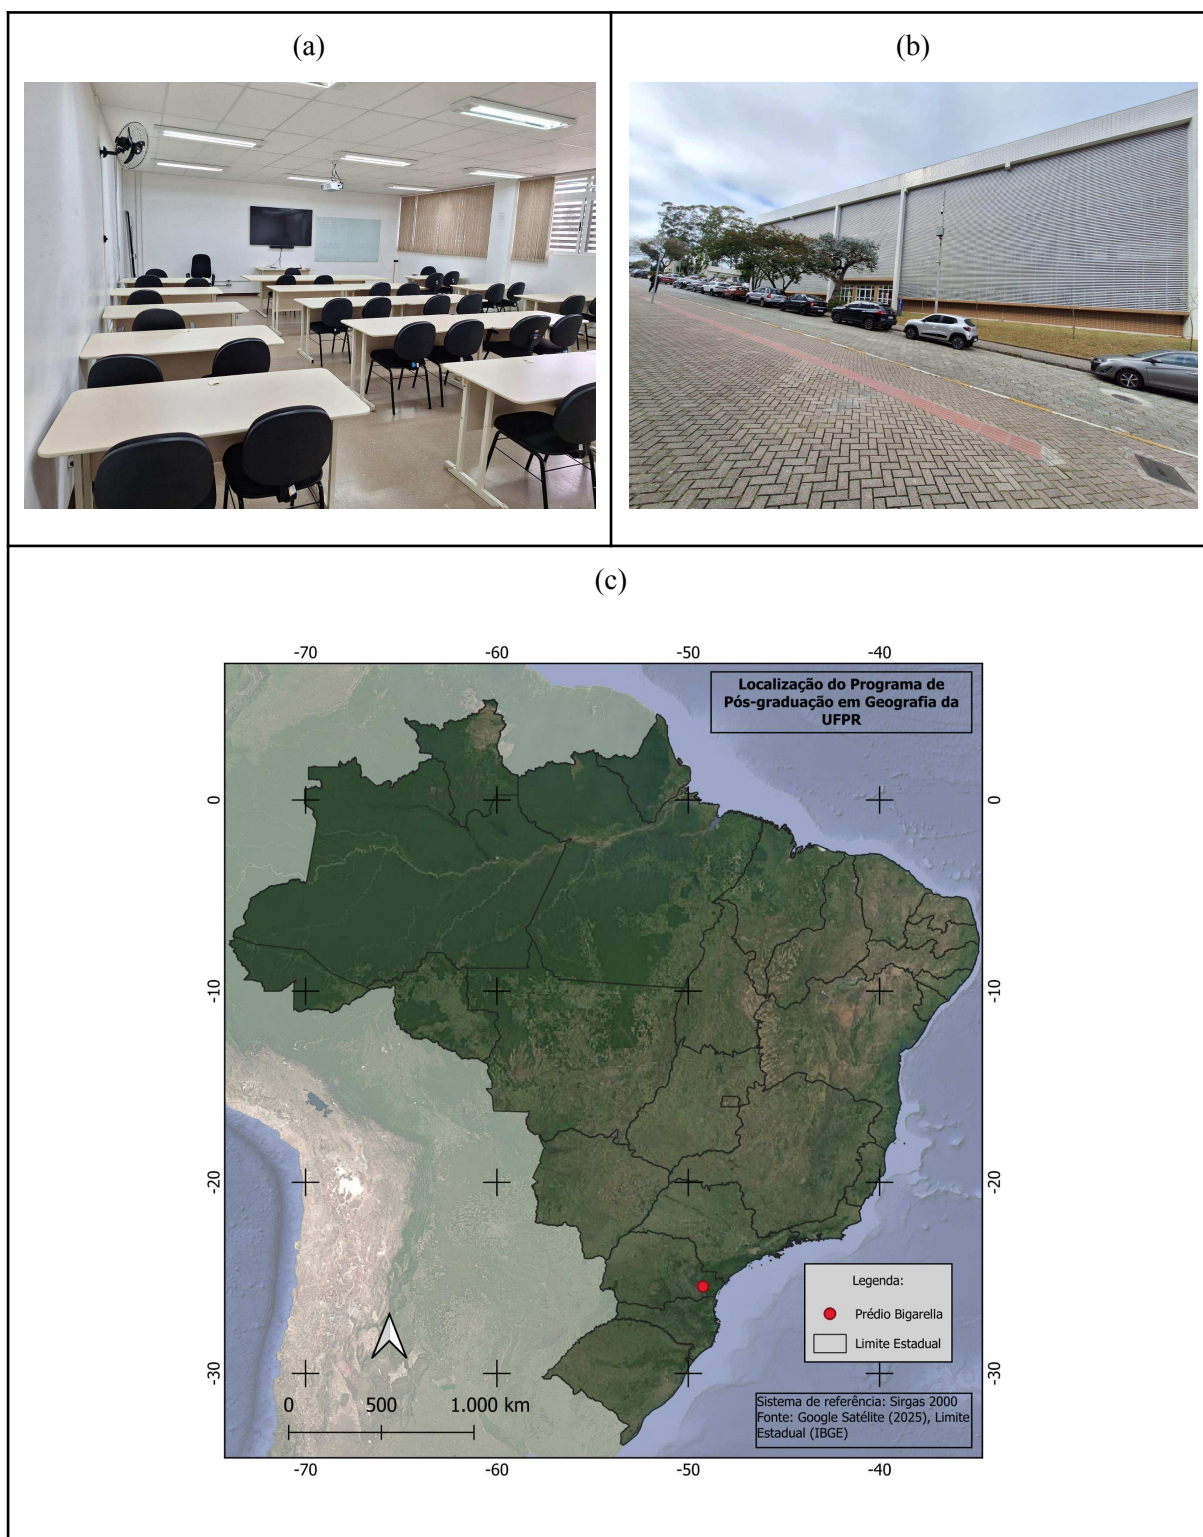 (a)
(b)
(c)
-70
-60
-50
-40
Localização do Programa de
Pós-graduação em Geografia da
UFPR
0
0
-10
-10
-20
-20
-30
-30
Legenda:
Prédio Bigarella
Limite Estadual
0
500
1.000 km
Sistema de referência: Sirgas 2000
Fonte: Google Satélite (2025), Limite
Estadual (IBGE)
-70
-60
-50
-40